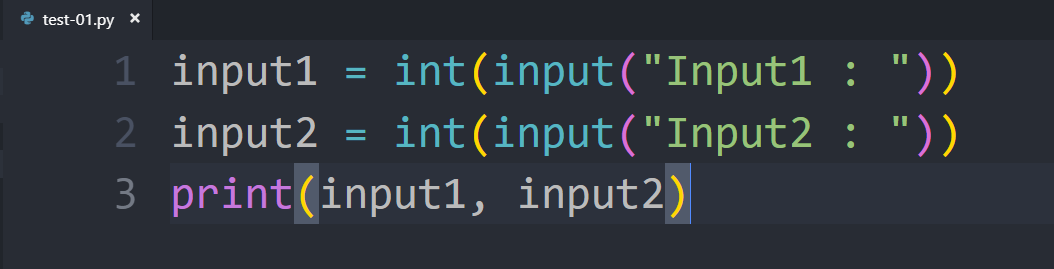 test-01.py ×
1 input1 = int(input("Input1 : "))
2 input2 = int(input("Input2 : "))
3 print(input1, input2)